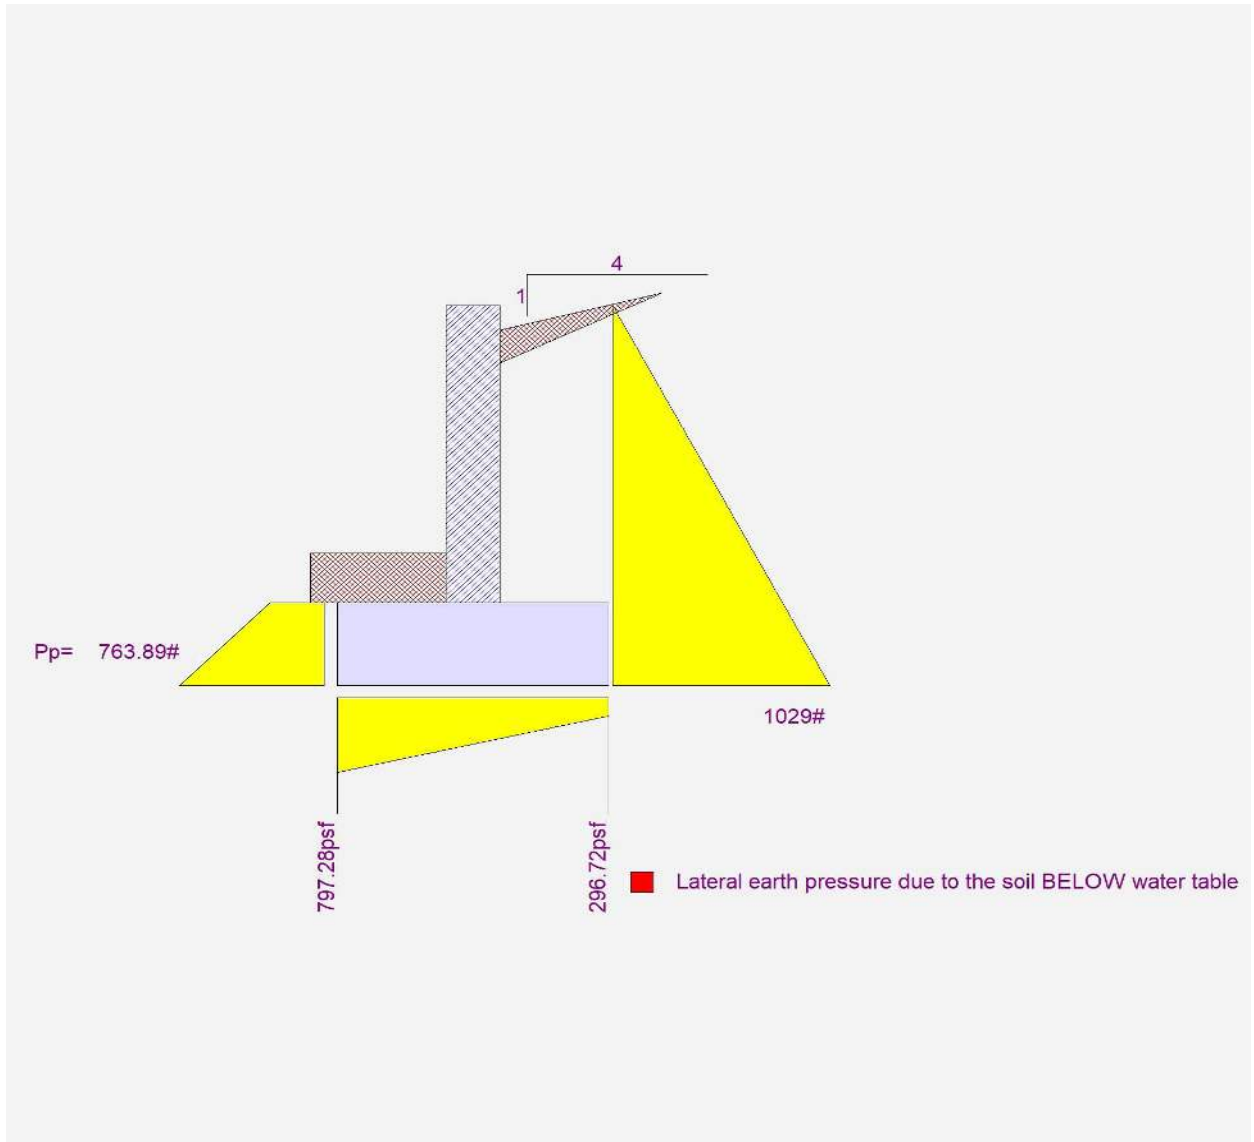 4
1
Pp= 763.89#
1029#
797.28psf
296.72psf
Lateral earth pressure due to the soil BELOW water table